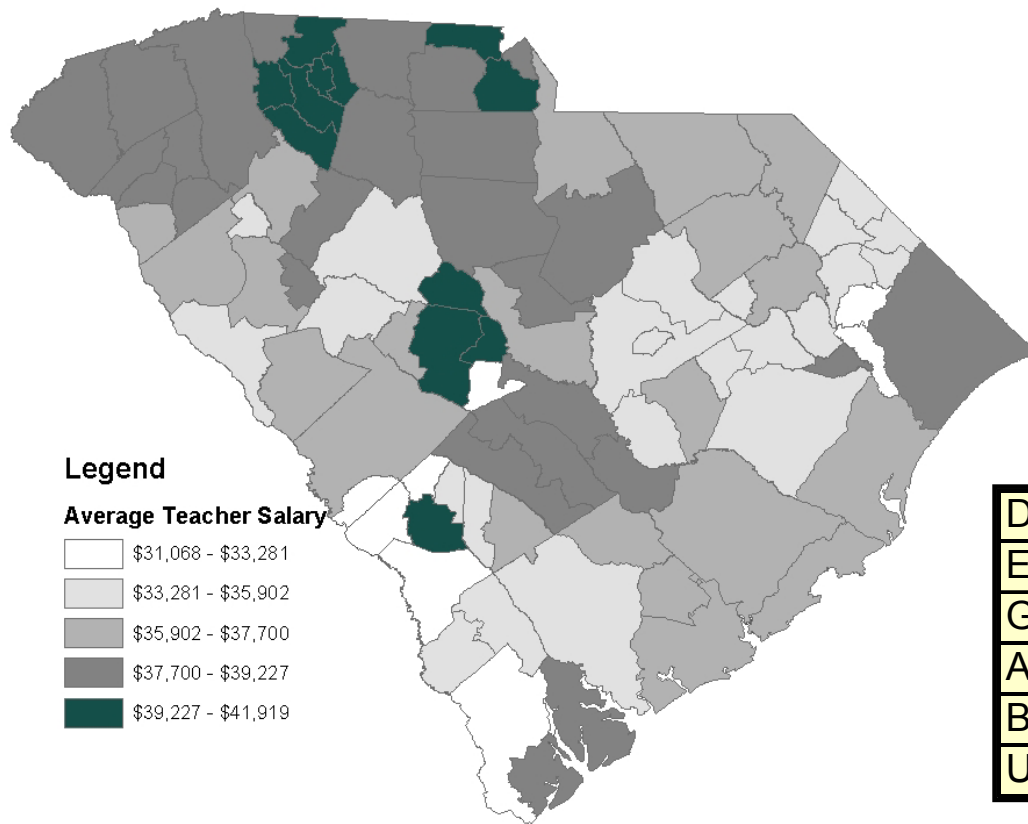 Legend
Average Teacher Salary
$31,068 - $33,281
$33,281 - $35,902
$35,902 - $37,700
$37,700 - $39,227
$39,227 - $41,919
D
E
G
A
B
U